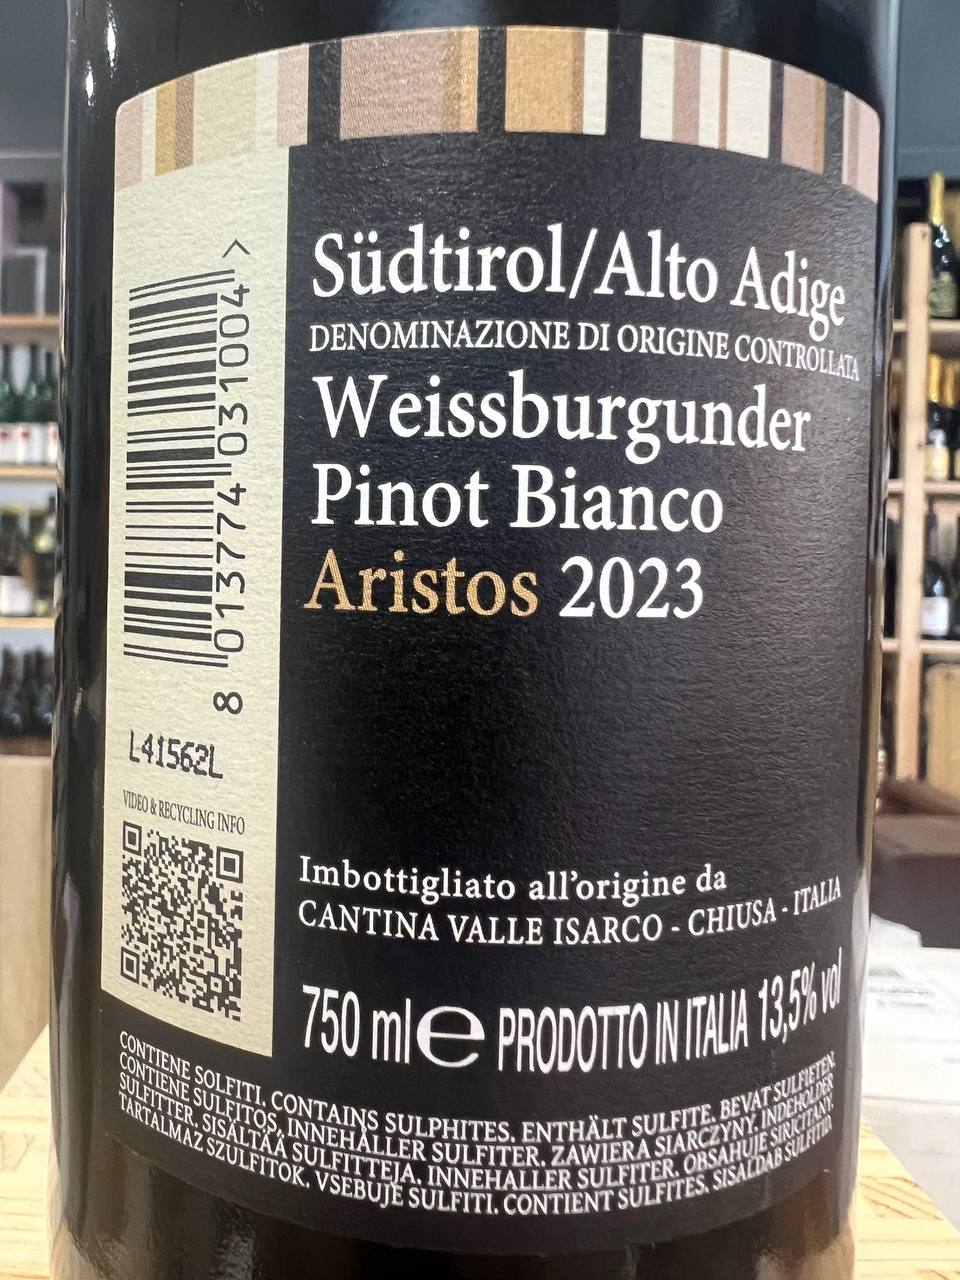 Südtirol/Alto Adige
DENOMINAZIONE DI ORIGINE CONTROLLATA
Weissburgunder
Pinot Bianco
Aristos 2023
8 013774 031004 >
L41562L
VIDEO & RECYCLING INFO
Imbottigliato all'origine da
CANTINA VALLE ISARCO - CHIUSA - ITALIA
750 ml e PRODOTTO IN ITALIA 13,5% vol
CONTIENE SOLFITI. CONTAINS SULPHITES. ENTHÄLT SULFITE. BEVAT SULFIETEN.
CONTIENE SULFITOS, INNEHÅLLER SULFITER. ZAWIERA SIARCZYNY. INDEHOLDER
SULFITTER. SISÄLTÄÄ SULFITTEJA. INNEHALLER SULFITER. OBSAHUJE SIRICITANY.
TARTALMAZ SZULFITOK. VSEBUJE SULFITI. CONTIENT SULFITES. SISALDAB SULFITID.